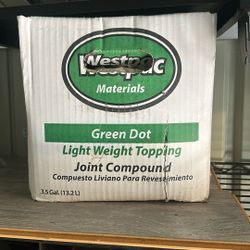 Westpac
Materials
Green Dot
Light Weight Topping
Joint Compound
Compuesto Liviano Para Revestimiento
3.5 Gal. (13.2 L)